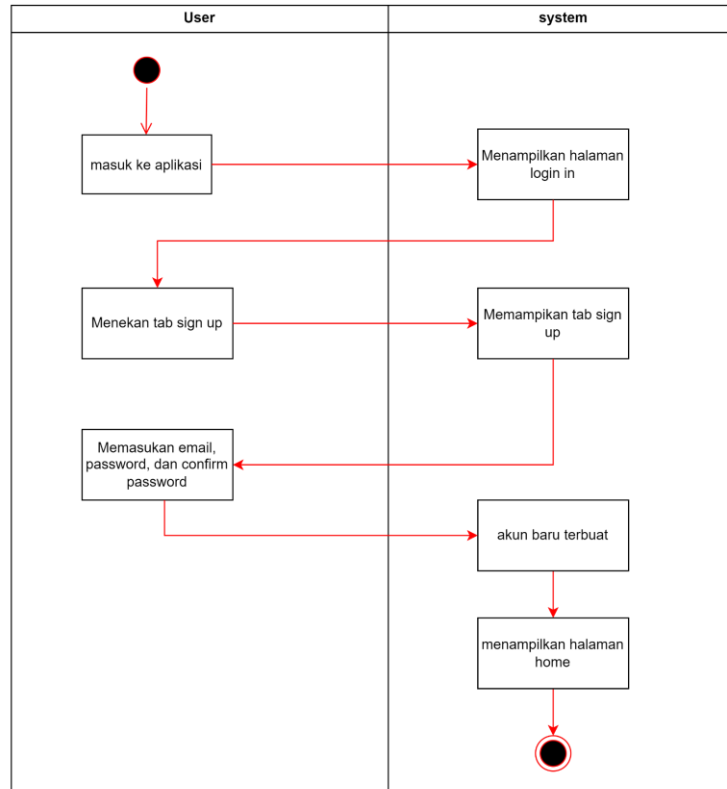 User
system
masuk ke aplikasi
Menampilkan halaman
login in
Menekan tab sign up
Memampikan tab sign
up
Memasukan email,
password, dan confirm
password
akun baru terbuat
menampilkan halaman
home